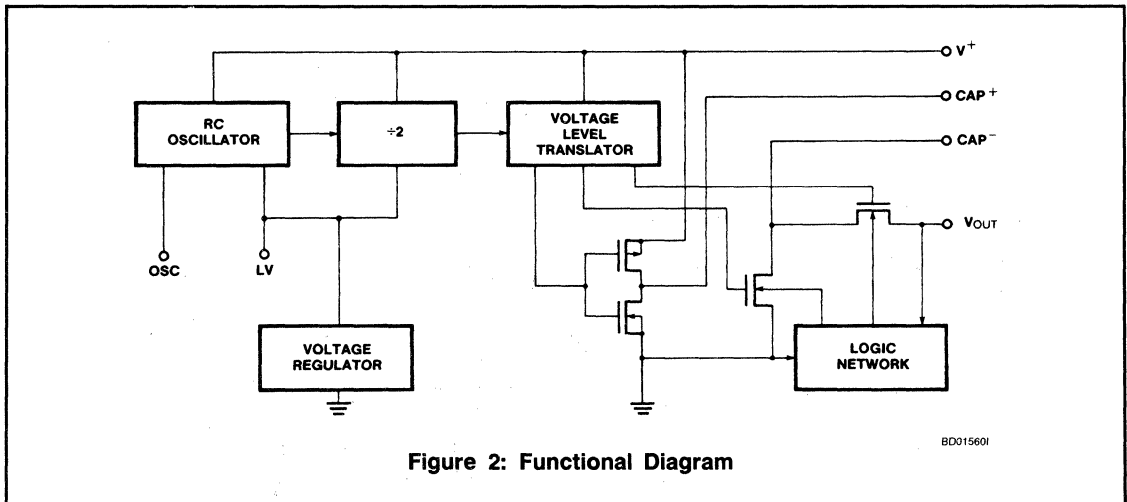 V+
CAP+
CAP−
RC
OSCILLATOR
÷2
VOLTAGE
LEVEL
TRANSLATOR
VOUT
OSC
LV
VOLTAGE
REGULATOR
LOGIC
NETWORK
BD01560I
Figure 2: Functional Diagram